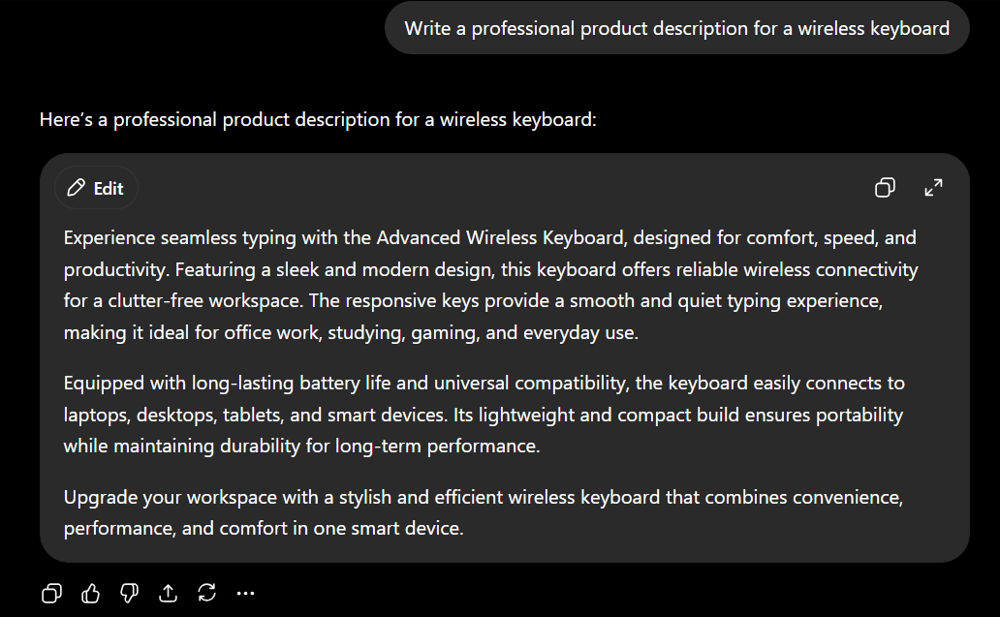 Write a professional product description for a wireless keyboard
Here’s a professional product description for a wireless keyboard:
Edit
Experience seamless typing with the Advanced Wireless Keyboard, designed for comfort, speed, and
productivity. Featuring a sleek and modern design, this keyboard offers reliable wireless connectivity
for a clutter-free workspace. The responsive keys provide a smooth and quiet typing experience,
making it ideal for office work, studying, gaming, and everyday use.
Equipped with long-lasting battery life and universal compatibility, the keyboard easily connects to
laptops, desktops, tablets, and smart devices. Its lightweight and compact build ensures portability
while maintaining durability for long-term performance.
Upgrade your workspace with a stylish and efficient wireless keyboard that combines convenience,
performance, and comfort in one smart device.